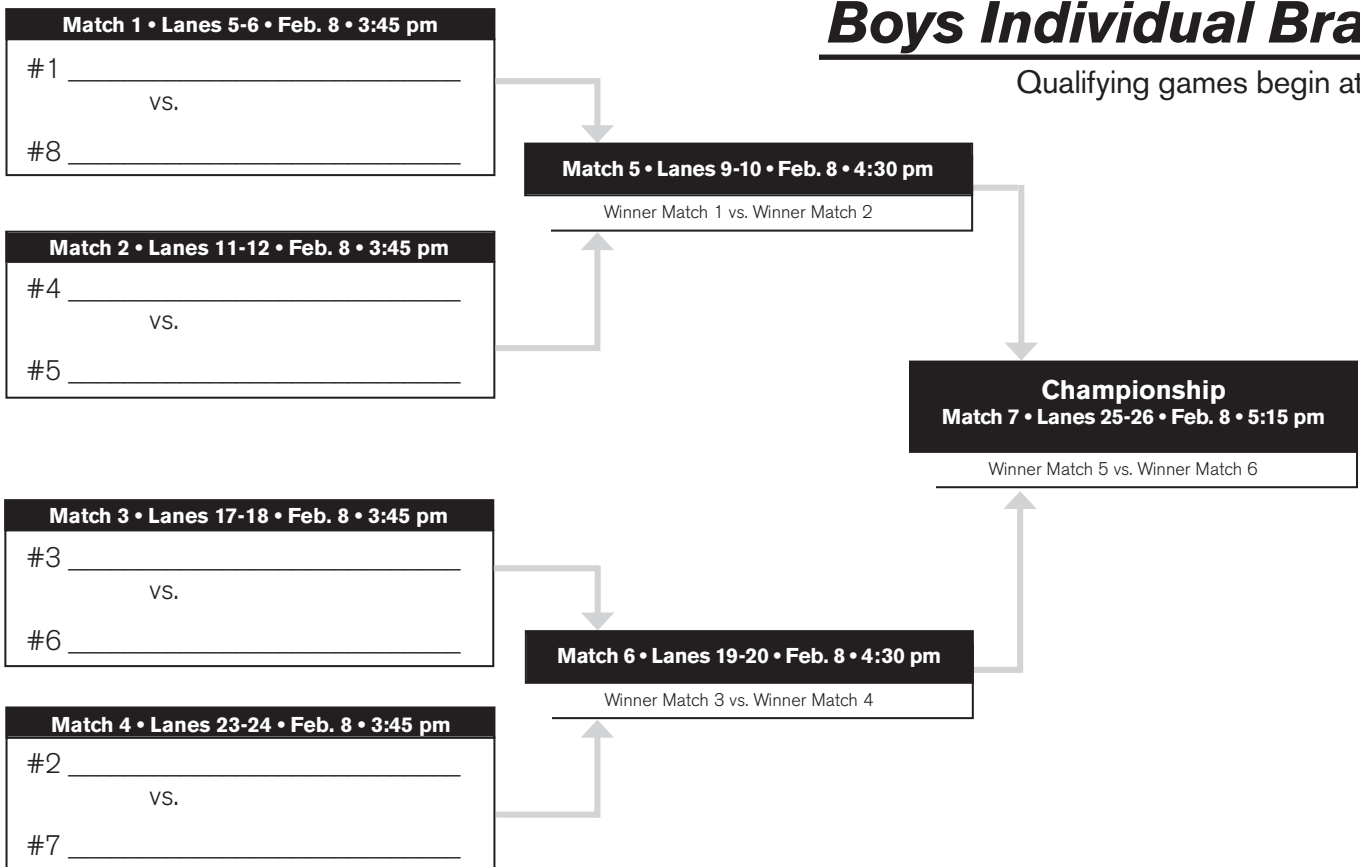 Boys Individual Bra
Qualifying games begin at
Match 1 • Lanes 5-6 • Feb. 8 • 3:45 pm
#1
vs.
#8
Match 2 • Lanes 11-12 • Feb. 8 • 3:45 pm
#4
vs.
#5
Match 5 • Lanes 9-10 • Feb. 8 • 4:30 pm
Winner Match 1 vs. Winner Match 2
Match 3 • Lanes 17-18 • Feb. 8 • 3:45 pm
#3
vs.
#6
Match 4 • Lanes 23-24 • Feb. 8 • 3:45 pm
#2
vs.
#7
Match 6 • Lanes 19-20 • Feb. 8 • 4:30 pm
Winner Match 3 vs. Winner Match 4
Championship
Match 7 • Lanes 25-26 • Feb. 8 • 5:15 pm
Winner Match 5 vs. Winner Match 6